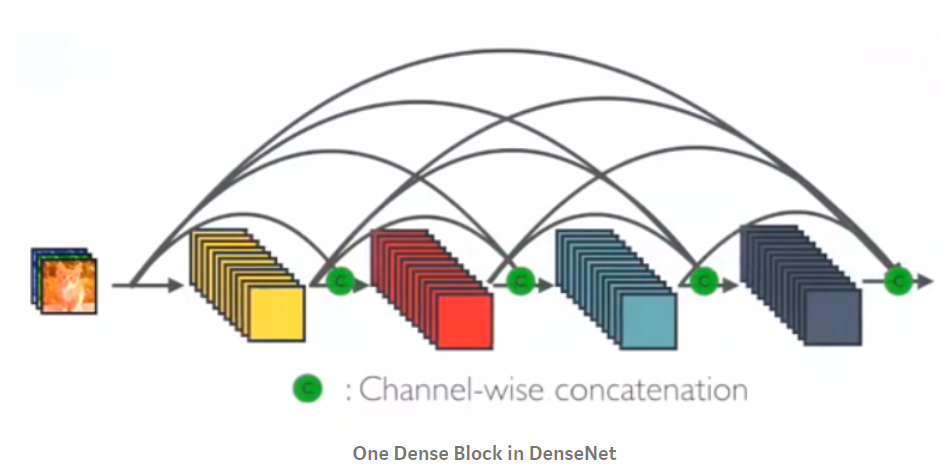 C C C C
C : Channel-wise concatenation
One Dense Block in DenseNet